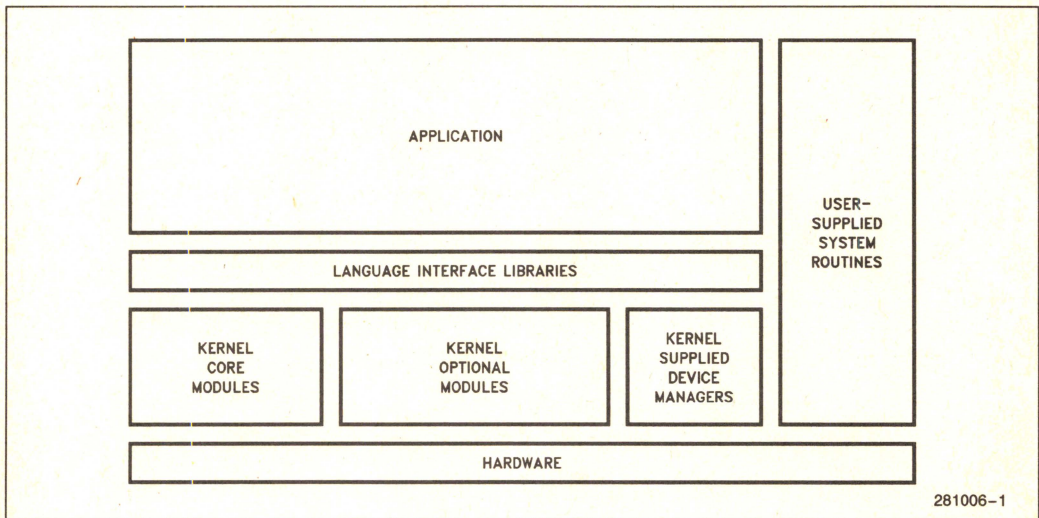 APPLICATION
USER-
SUPPLIED
SYSTEM
ROUTINES
LANGUAGE INTERFACE LIBRARIES
KERNEL
CORE
MODULES
KERNEL
OPTIONAL
MODULES
KERNEL
SUPPLIED
DEVICE
MANAGERS
HARDWARE
281006-1